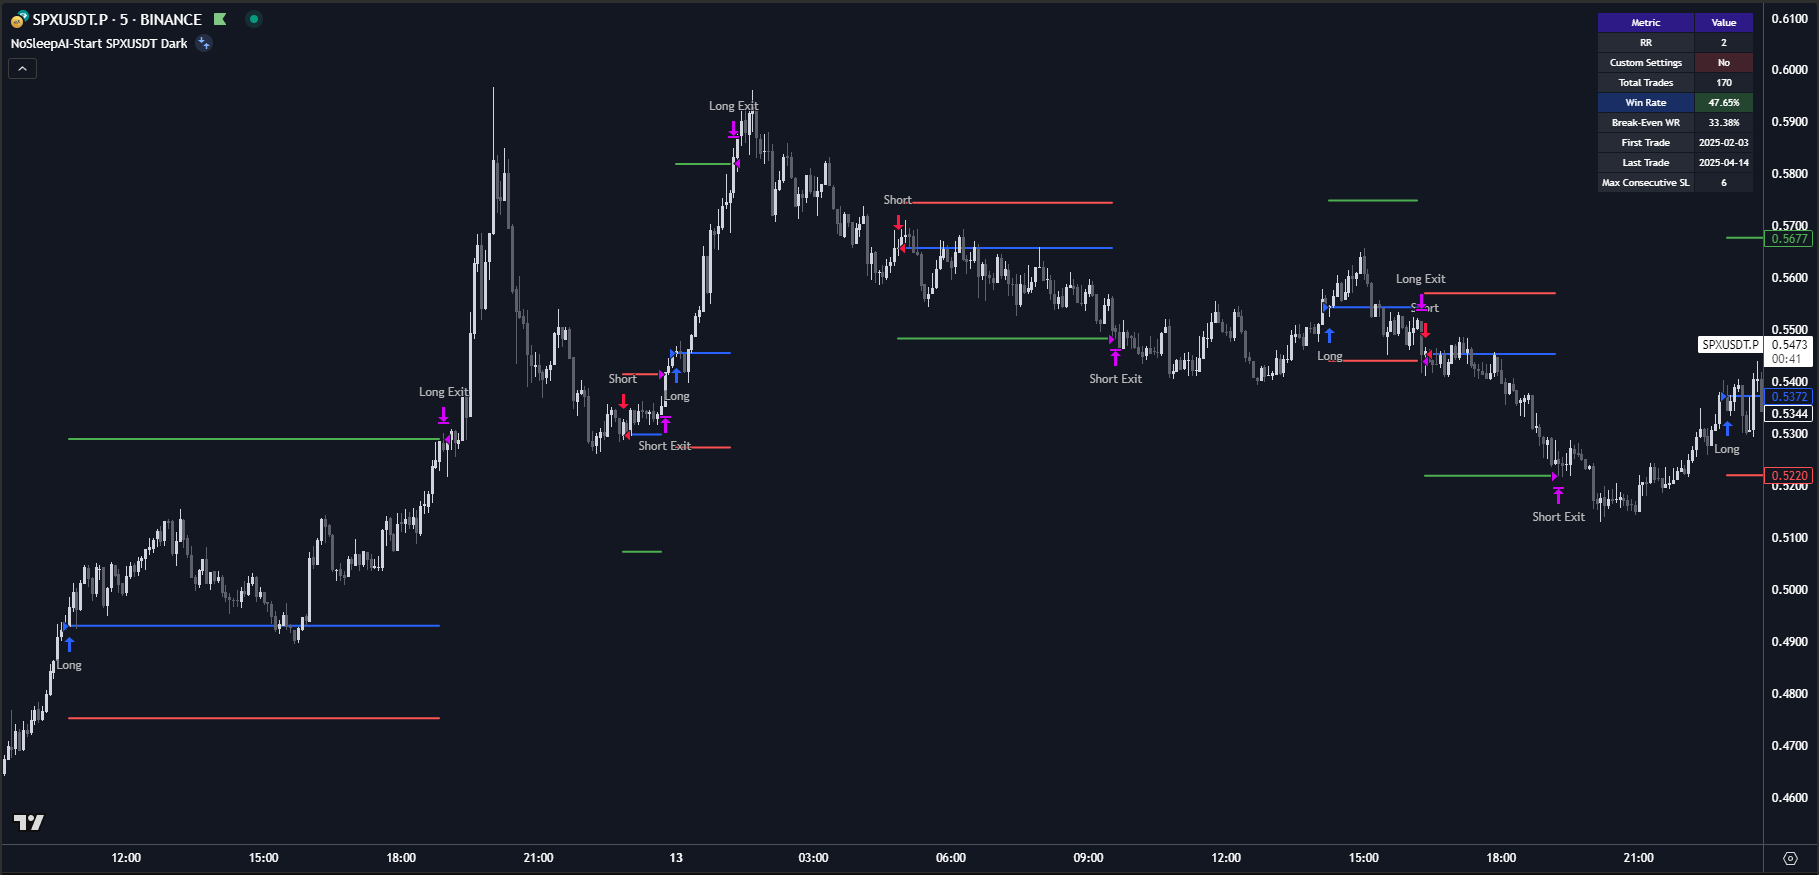 SPXUSDT.P · 5 · BINANCE
NoSleepAI-Start SPXUSDT Dark
Metric Value
RR 2
Custom Settings No
Total Trades 170
Win Rate 47.65%
Break-Even WR 33.38%
First Trade 2025-02-03
Last Trade 2025-04-14
Max Consecutive SL 6
Long
Long Exit
Short
Short Exit
Long
Long Exit
Short
Short Exit
Long
Long Exit
Short
Short Exit
Long
0.6100
0.6000
0.5900
0.5800
0.5700
0.5677
0.5600
0.5500
SPXUSDT.P 0.5473
00:41
0.5400
0.5372
0.5344
0.5300
0.5220
0.5200
0.5100
0.5000
0.4900
0.4800
0.4700
0.4600
12:00 15:00 18:00 21:00 13 03:00 06:00 09:00 12:00 15:00 18:00 21:00